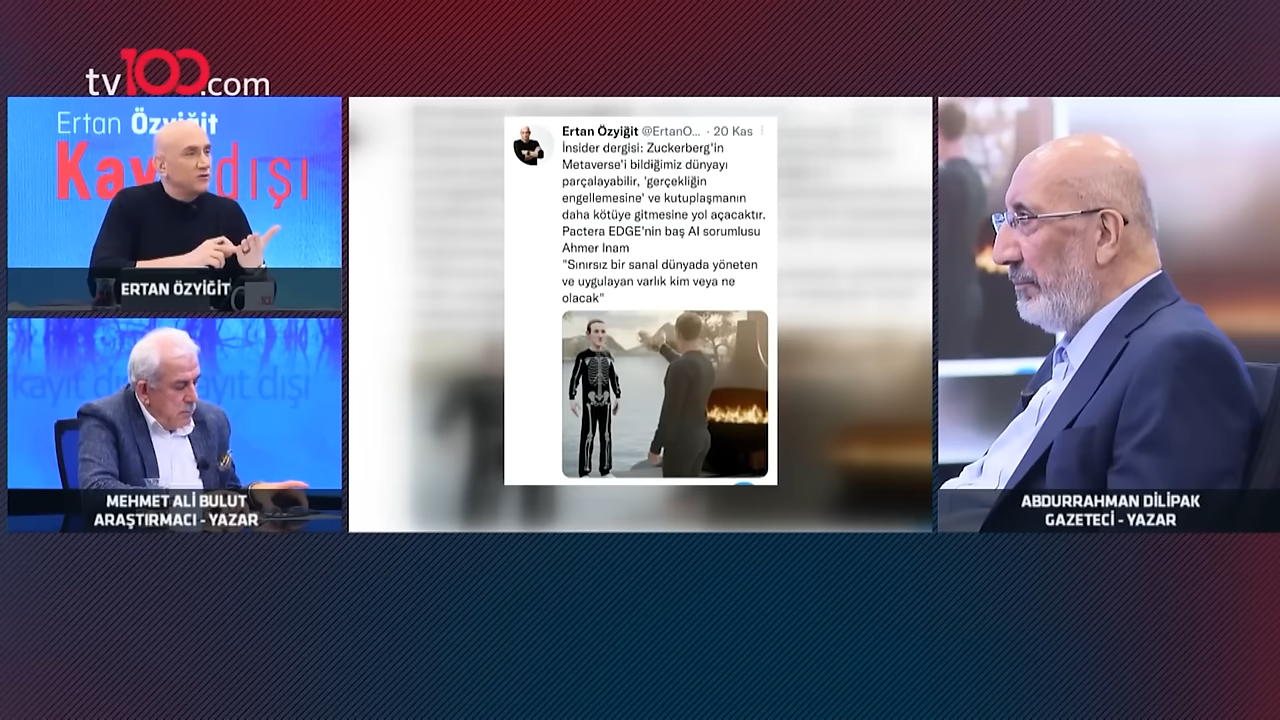 tv100.com
Ertan Özyiğit
Kayıtdışı
ERTAN ÖZYİĞİT
kayıt dışı kayıt dışı
MEHMET ALİ BULUT
ARAŞTIRMACI - YAZAR
Ertan Özyiğit @ErtanO... · 20 Kas
İnsider dergisi: Zuckerberg'in
Metaverse'i bildiğimiz dünyayı
parçalayabilir, 'gerçekliğin
engellemesine' ve kutuplaşmanın
daha kötüye gitmesine yol açacaktır.
Pactera EDGE'nin baş AI sorumlusu
Ahmer Inam
"Sınırsız bir sanal dünyada yöneten
ve uygulayan varlık kim veya ne
olacak"
ABDURRAHMAN DİLİPAK
GAZETECİ - YAZAR